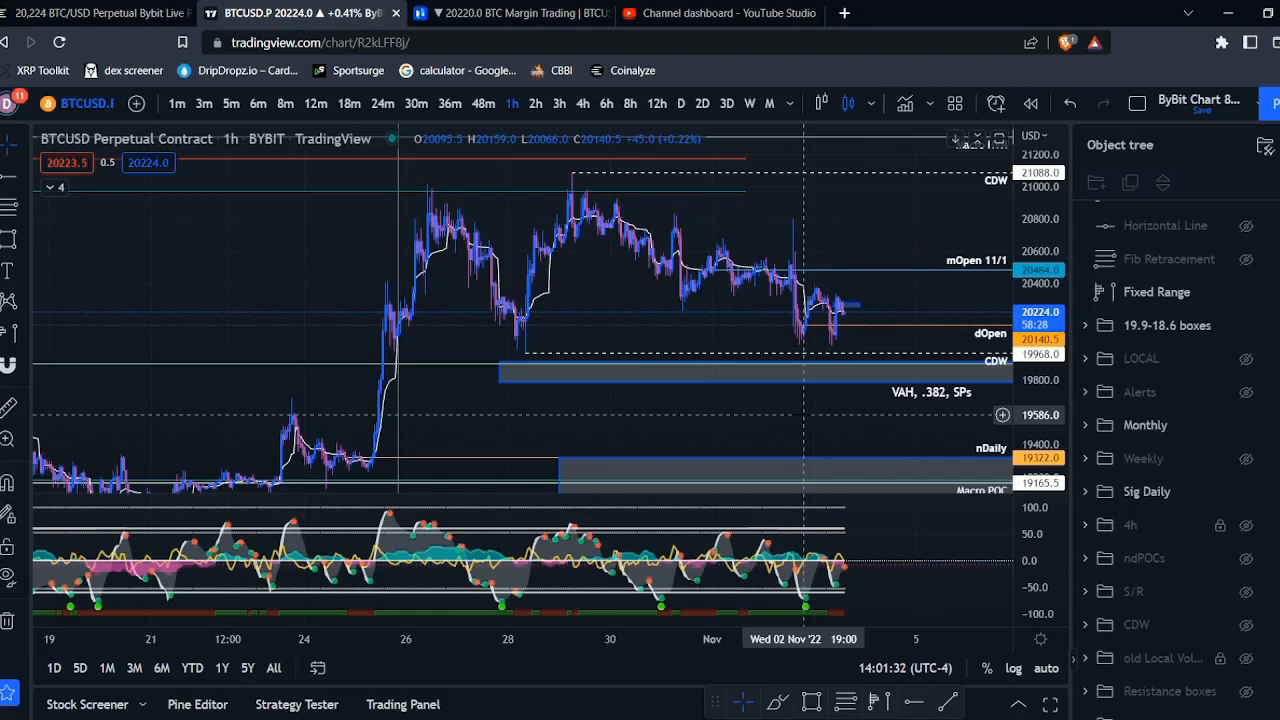 20,224 BTC/USD Perpetual Bybit Live P
BTCUSD.P 20224.0 ▲ +0.41% ByB
▼ 20220.0 BTC Margin Trading | BTCUS
Channel dashboard - YouTube Studio
tradingview.com/chart/R2kLFF8j/
1
XRP Toolkit
dex screener
DripDropz.io – Card...
Sportsurge
calculator - Google...
CBBI
Coinalyze
D
11
BTCUSD.F
1m 3m 5m 6m 8m 12m 18m 24m 30m 36m 48m 1h 2h 3h 4h 6h 8h 12h D 2D 3D W M
ByBit Chart 8...
Save
P
BTCUSD Perpetual Contract · 1h · BYBIT · TradingView
O20095.5 H20159.0 L20066.0 C20140.5 +45.0 (+0.22%)
20223.5 0.5 20224.0
4
USD
21200.0
21088.0
CDW
21000.0
20800.0
20600.0
mOpen 11/1
20484.0
20400.0
20224.0
58:28
dOpen
20140.5
19968.0
CDW
19800.0
VAH, .382, SPs
19586.0
19400.0
nDaily
19322.0
19165.5
Macro POC
100.0
50.0
0.0
−50.0
−100.0
19 21 12:00 24 26 28 30 Nov Wed 02 Nov '22 19:00 5
1D 5D 1M 3M 6M YTD 1Y 5Y All
14:01:32 (UTC-4)
% log auto
Stock Screener
Pine Editor
Strategy Tester
Trading Panel
Object tree
Horizontal Line
Fib Retracement
Fixed Range
19.9-18.6 boxes
LOCAL
Alerts
Monthly
Weekly
Sig Daily
4h
ndPOCs
S/R
CDW
old Local Vol...
Resistance boxes